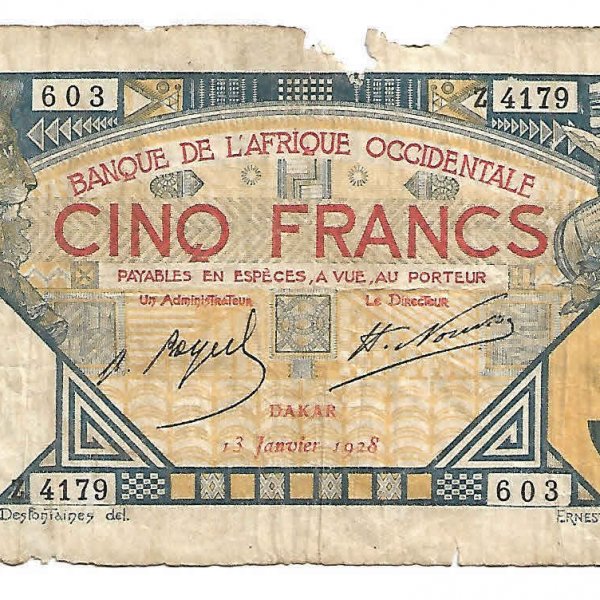 603
Z 4179
BANQUE DE L'AFRIQUE OCCIDENTALE
CINQ FRANCS
PAYABLES EN ESPÈCES, A VUE, AU PORTEUR
Un Administrateur
Le Directeur
DAKAR
13 Janvier 1928
Z 4179
603
Desfontaines del.
ERNEST